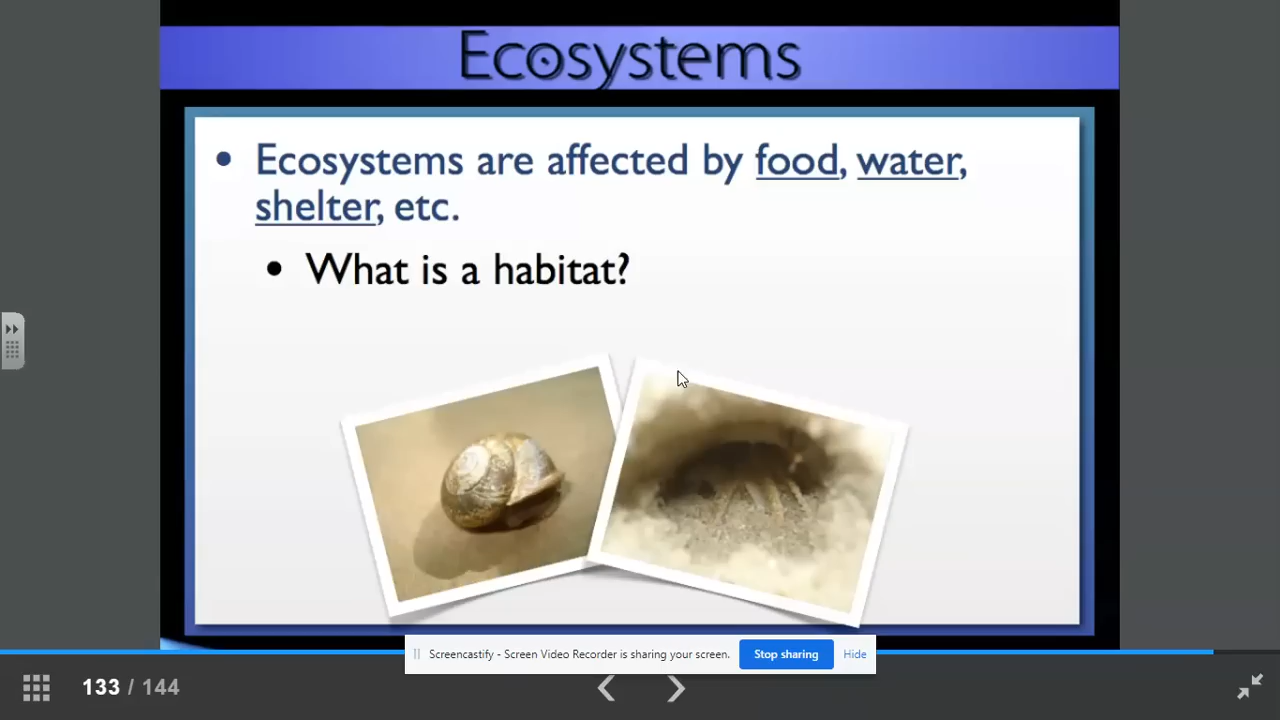 Ecosystems
• Ecosystems are affected by food, water,
shelter, etc.
• What is a habitat?
Screencastify - Screen Video Recorder is sharing your screen. Stop sharing Hide
133 / 144